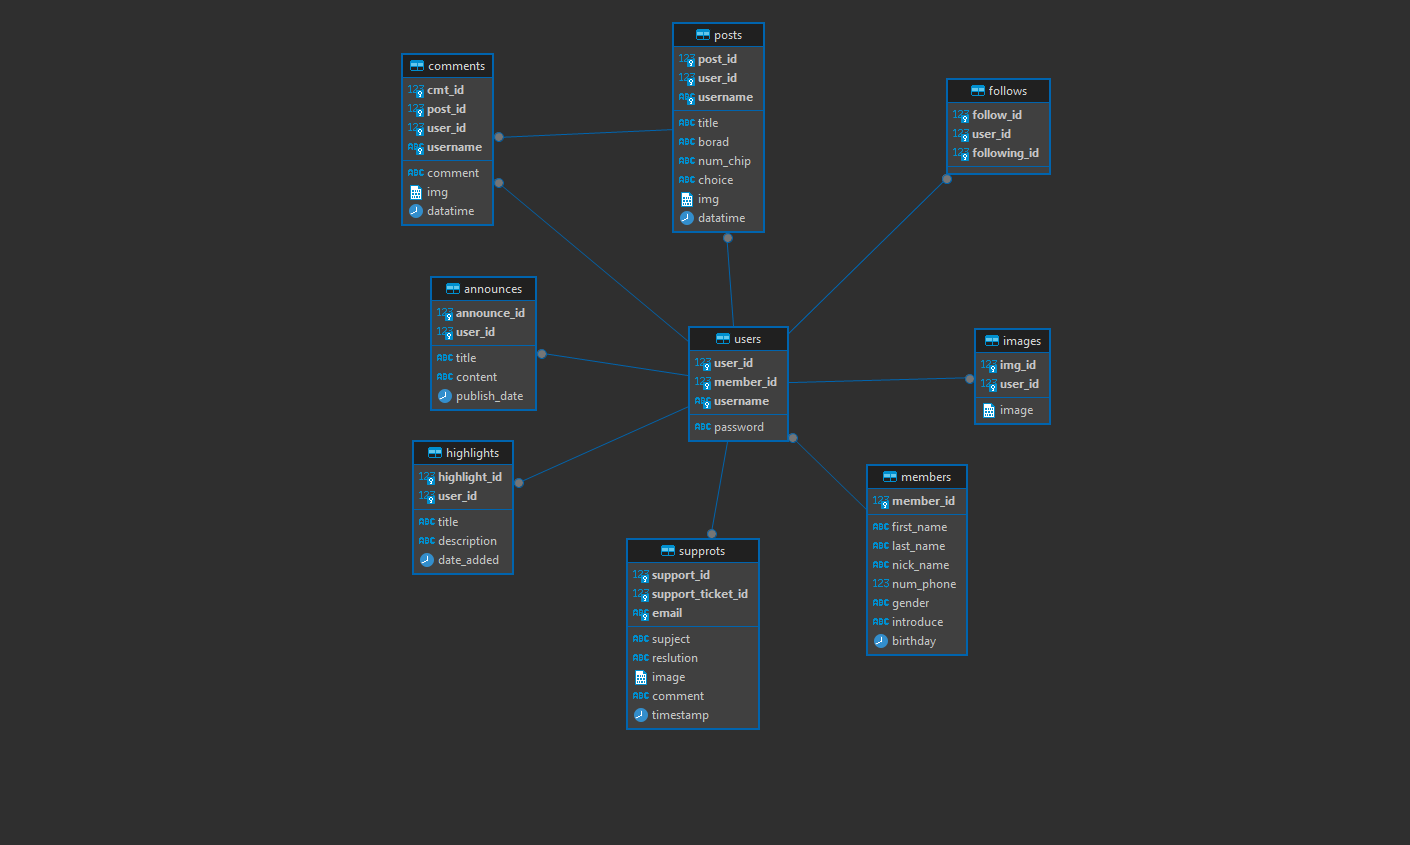 posts
post_id
user_id
username
title
borad
num_chip
choice
img
datatime
comments
cmt_id
post_id
user_id
username
comment
img
datatime
follows
follow_id
user_id
following_id
announces
announce_id
user_id
title
content
publish_date
users
user_id
member_id
username
password
images
img_id
user_id
image
highlights
highlight_id
user_id
title
description
date_added
members
member_id
first_name
last_name
nick_name
num_phone
gender
introduce
birthday
supprots
support_id
support_ticket_id
email
supject
reslution
image
comment
timestamp